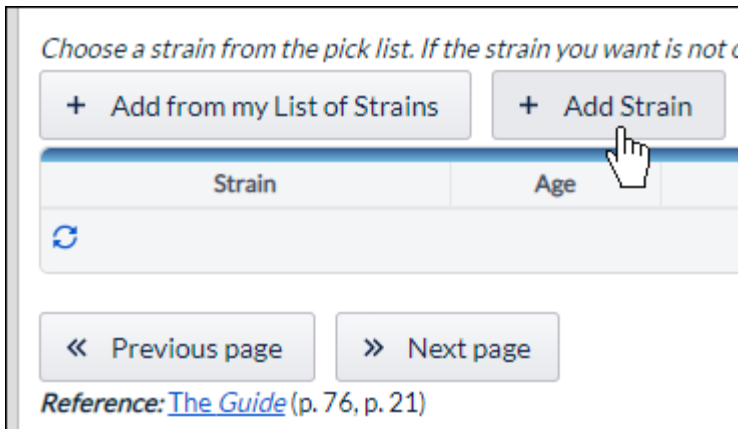 Choose a strain from the pick list. If the strain you want is not
+ Add from my List of Strains + Add Strain
Strain Age
« Previous page » Next page
Reference: The Guide (p. 76, p. 21)